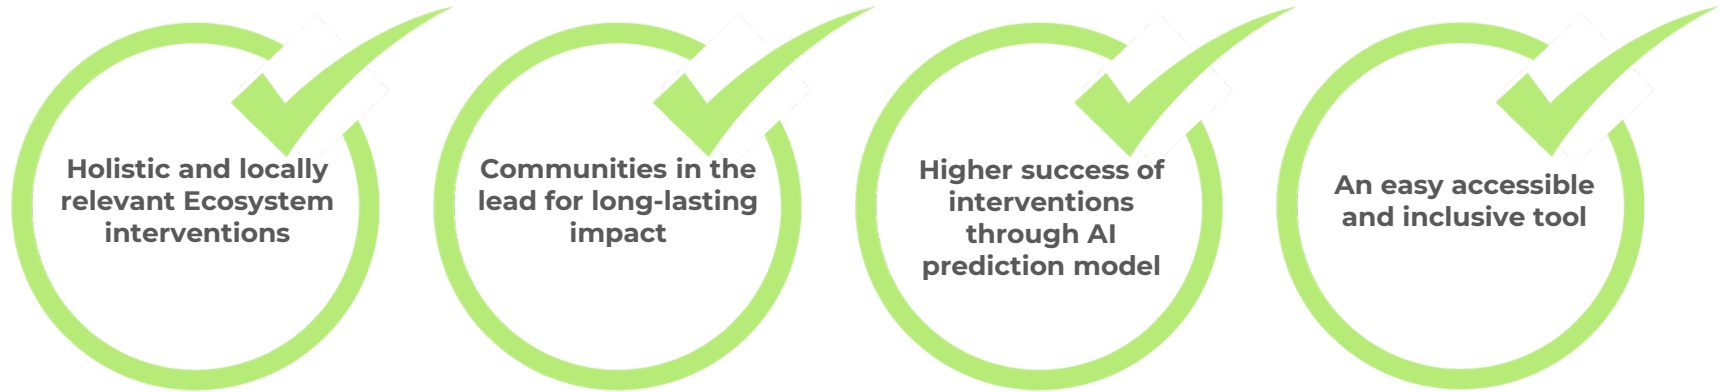 Holistic and locally
relevant Ecosystem
interventions
Communities in the
lead for long-lasting
impact
Higher success of
interventions
through AI
prediction model
An easy accessible
and inclusive tool